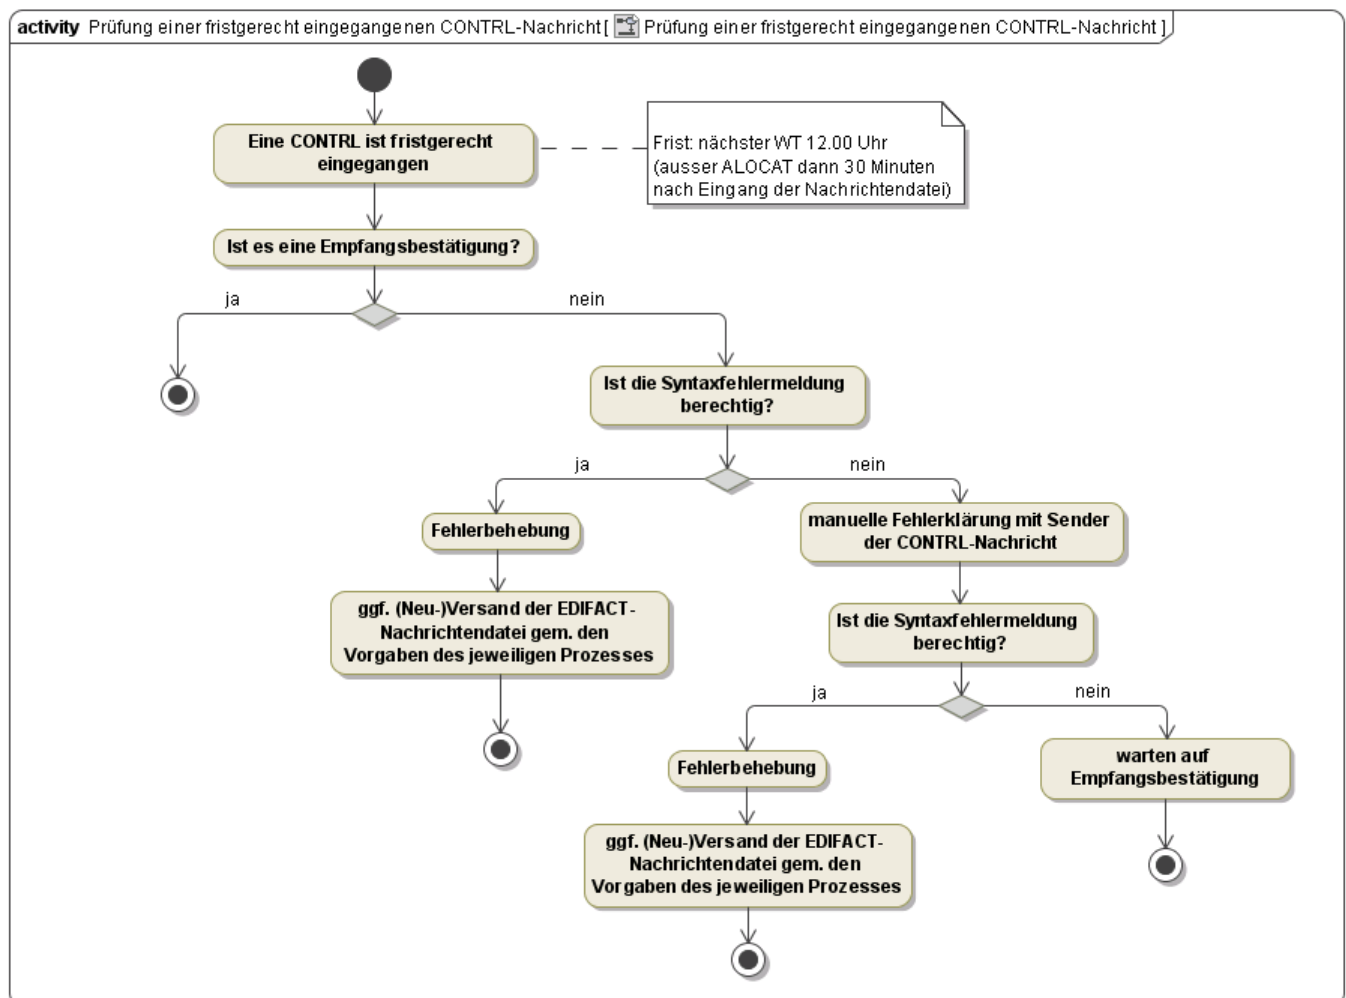 activity Prüfung einer fristgerecht eingegangenen CONTRL-Nachricht[ Prüfung einer fristgerecht eingegangenen CONTRL-Nachricht ]
Eine CONTRL ist fristgerecht
eingegangen
Frist: nächster WT 12.00 Uhr
(ausser ALOCAT dann 30 Minuten
nach Eingang der Nachrichtendatei)
Ist es eine Empfangsbestätigung?
ja
nein
Ist die Syntaxfehlermeldung
berechtig?
ja
nein
Fehlerbehebung
manuelle Fehlerklärung mit Sender
der CONTRL-Nachricht
ggf. (Neu-)Versand der EDIFACT-
Nachrichtendatei gem. den
Vorgaben des jeweiligen Prozesses
Ist die Syntaxfehlermeldung
berechtig?
ja
nein
Fehlerbehebung
warten auf
Empfangsbestätigung
ggf. (Neu-)Versand der EDIFACT-
Nachrichtendatei gem. den
Vorgaben des jeweiligen Prozesses